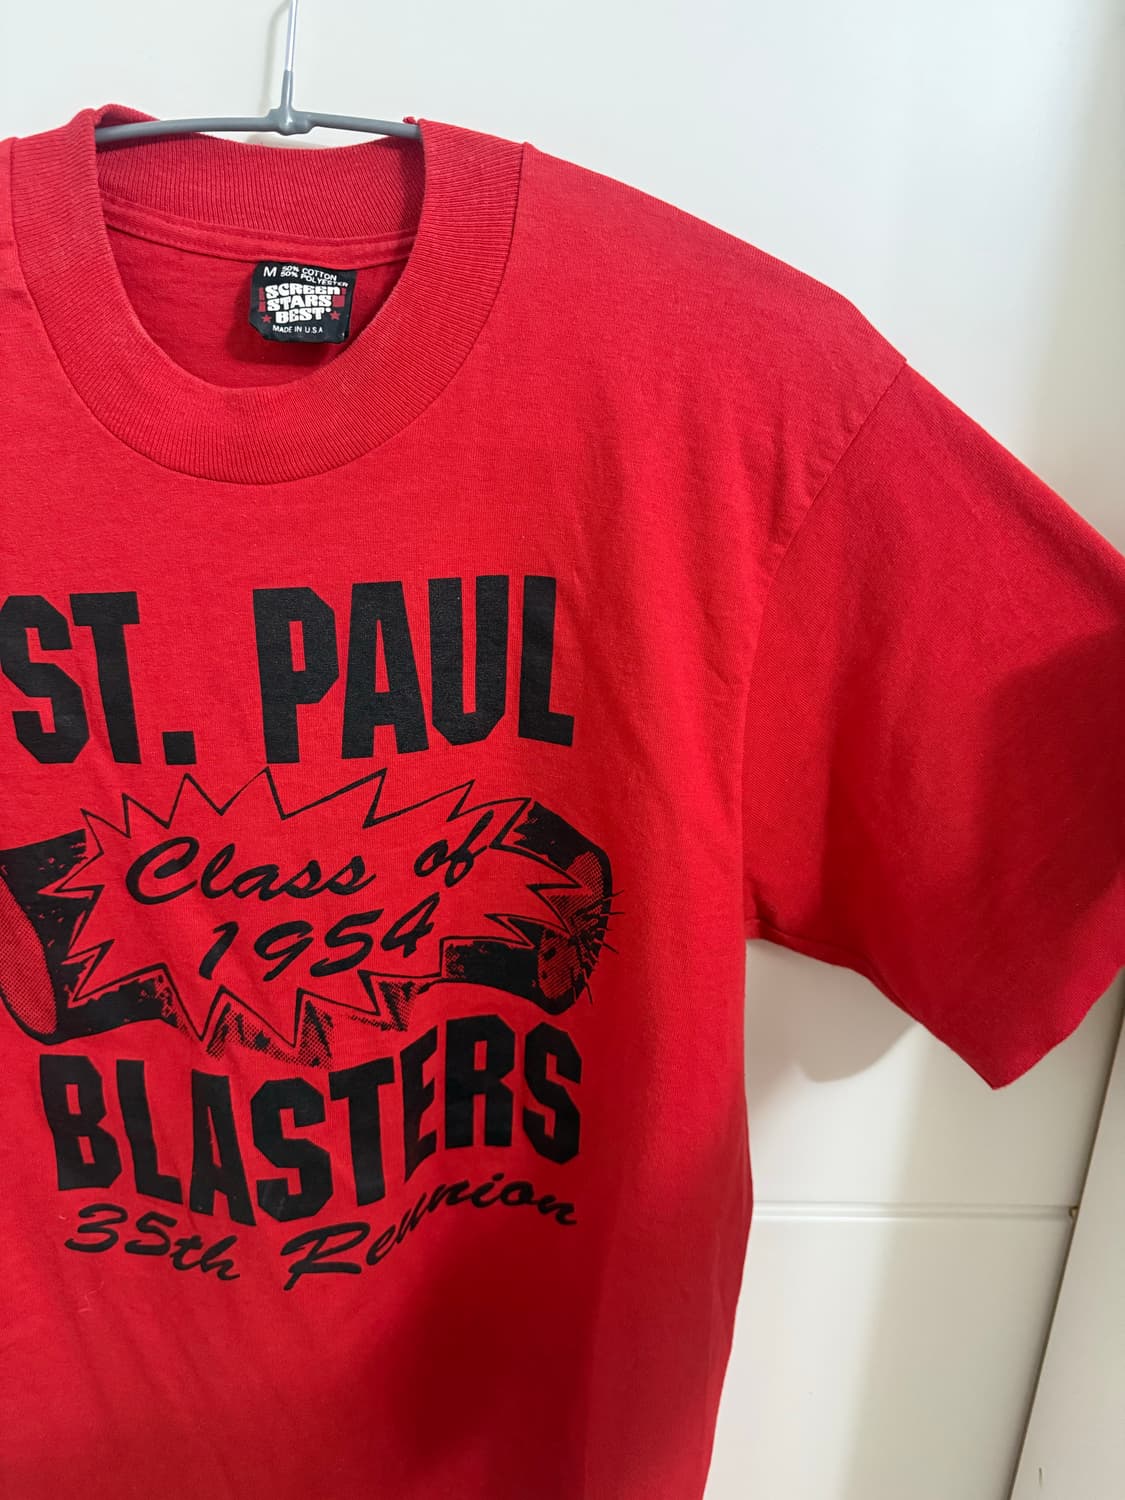 M 50% COTTON
50% POLYESTER
SCREEN
STARS
BEST
MADE IN U.S.A
ST. PAUL
Class of
1954
BLASTERS
35th Reunion